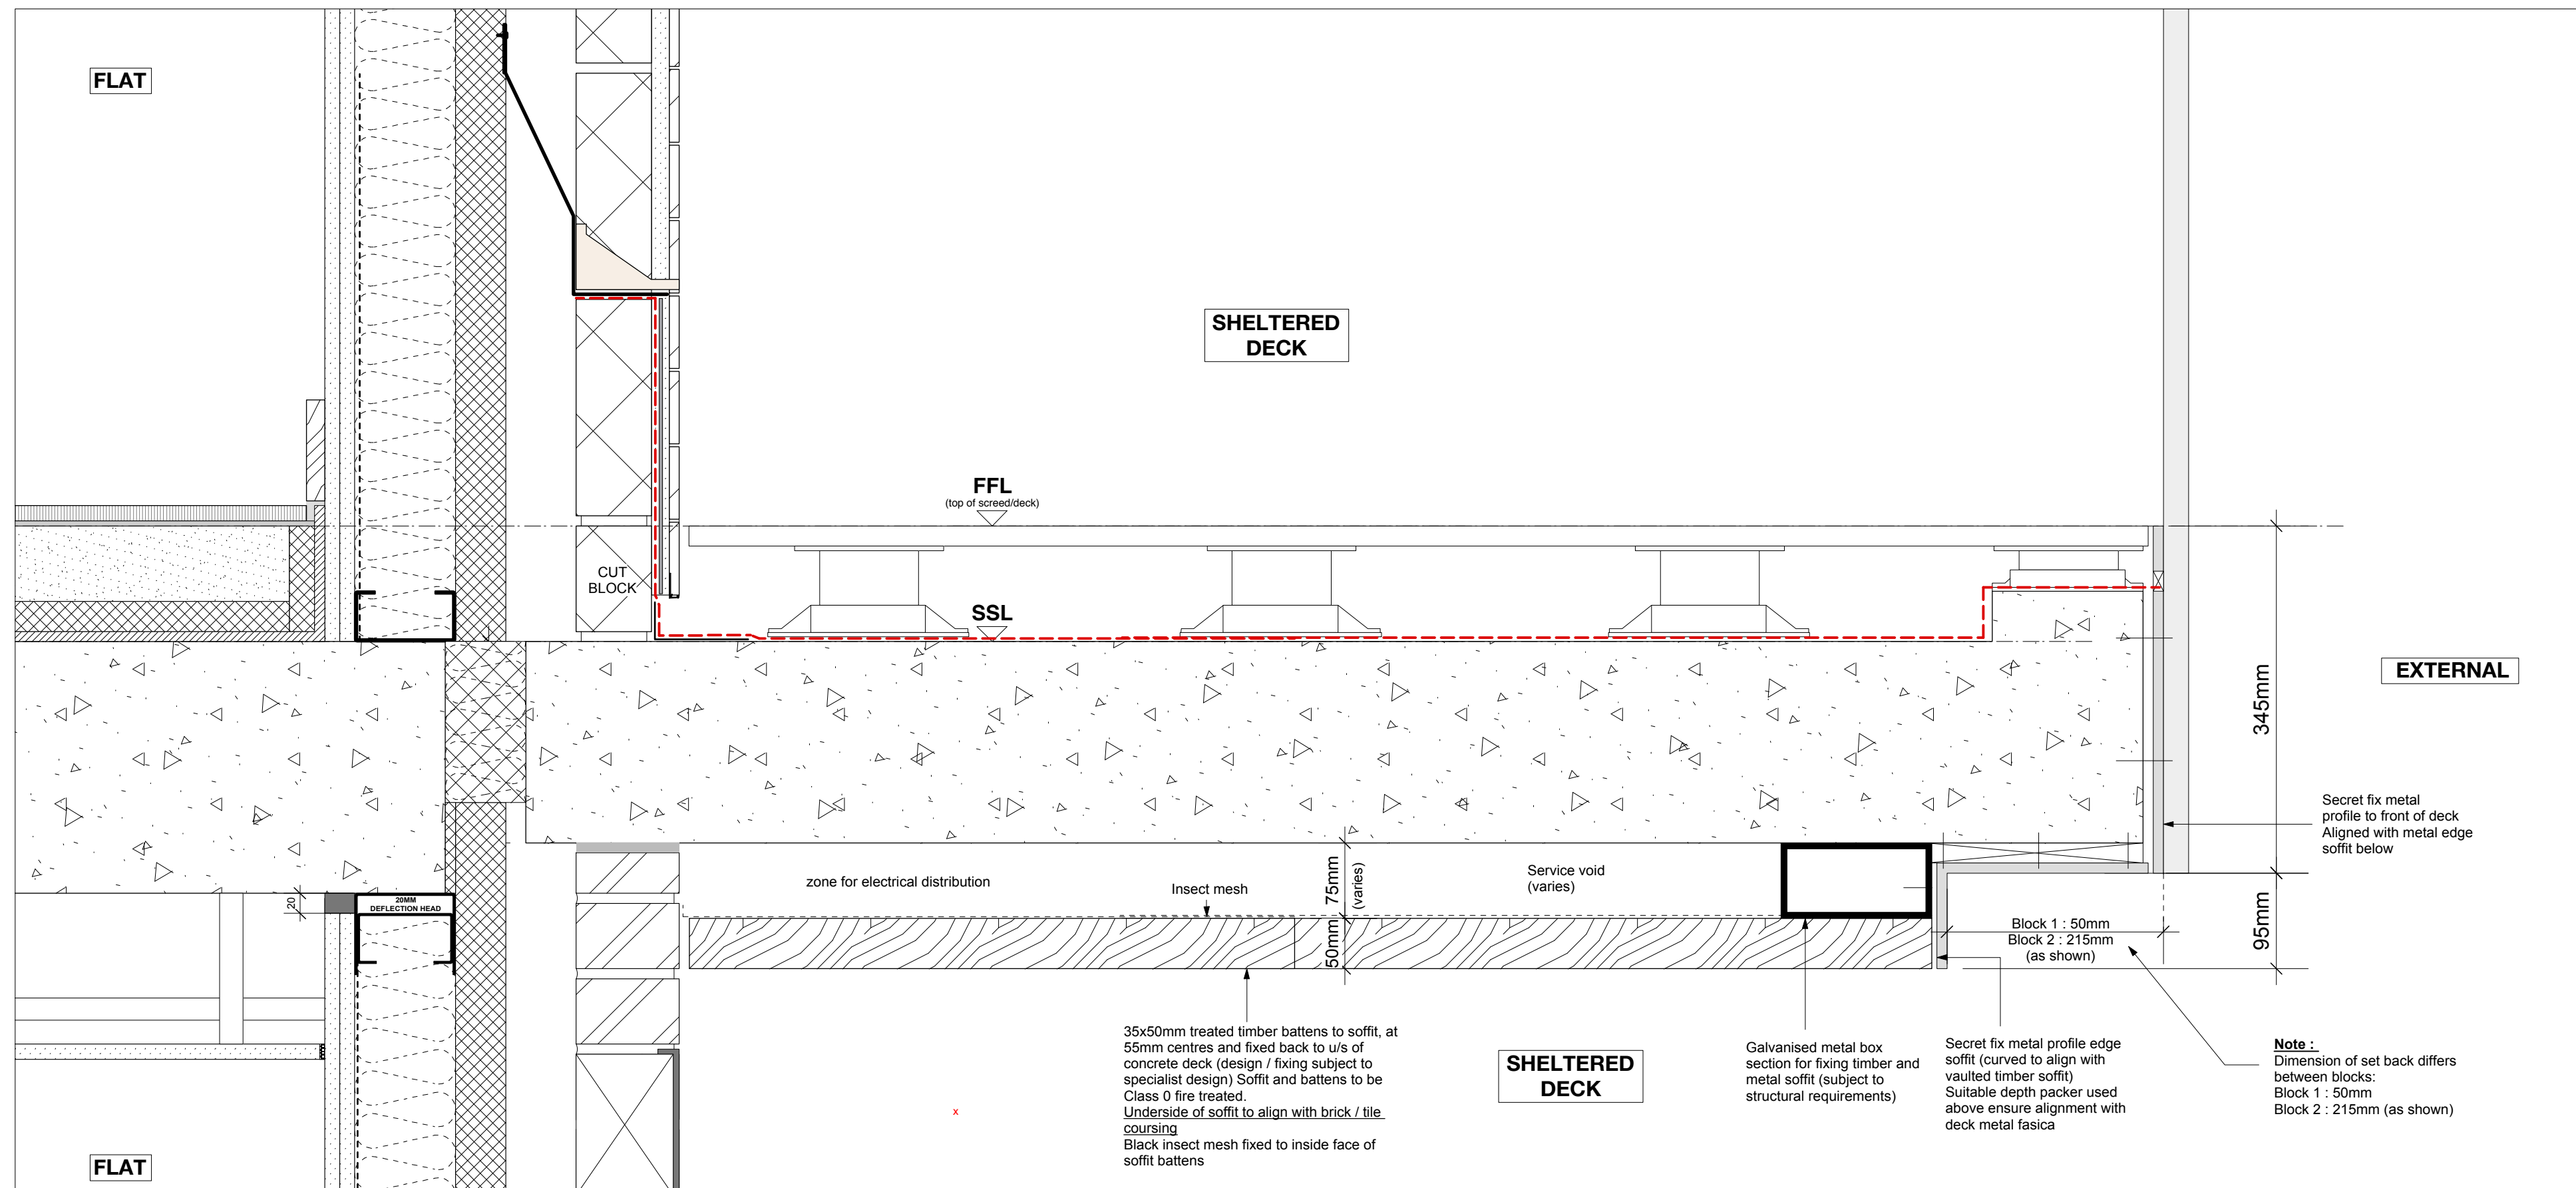 FLAT
SHELTERED
DECK
FFL
(top of screed/deck)
CUT
BLOCK
SSL
EXTERNAL
345mm
Secret fix metal
profile to front of deck
Aligned with metal edge
soffit below
zone for electrical distribution
Insect mesh
75mm
(varies)
Service void
(varies)
20
20MM
DEFLECTION HEAD
50mm
Block 1 : 50mm
Block 2 : 215mm
(as shown)
95mm
35x50mm treated timber battens to soffit, at
55mm centres and fixed back to u/s of
concrete deck (design / fixing subject to
specialist design) Soffit and battens to be
Class 0 fire treated.
Underside of soffit to align with brick / tile
coursing
Black insect mesh fixed to inside face of
soffit battens
x
SHELTERED
DECK
Galvanised metal box
section for fixing timber and
metal soffit (subject to
structural requirements)
Secret fix metal profile edge
soffit (curved to align with
vaulted timber soffit)
Suitable depth packer used
above ensure alignment with
deck metal fasica
Note :
Dimension of set back differs
between blocks:
Block 1 : 50mm
Block 2 : 215mm (as shown)
FLAT